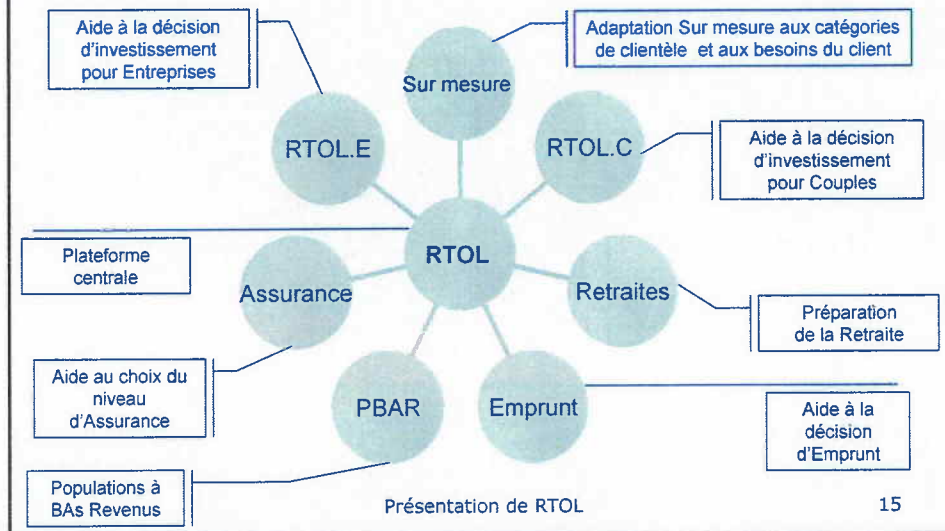 Aide à la décision
d'investissement
pour Entreprises
Sur mesure
Adaptation Sur mesure aux catégories
de clientèle et aux besoins du client
RTOL.E
RTOL.C
Aide à la décision
d'investissement
pour Couples
Plateforme
centrale
RTOL
Assurance
Retraites
Préparation
de la Retraite
Aide au choix du
niveau
d'Assurance
PBAR
Emprunt
Aide à la
décision
d'Emprunt
Populations à
BAs Revenus
Présentation de RTOL
15